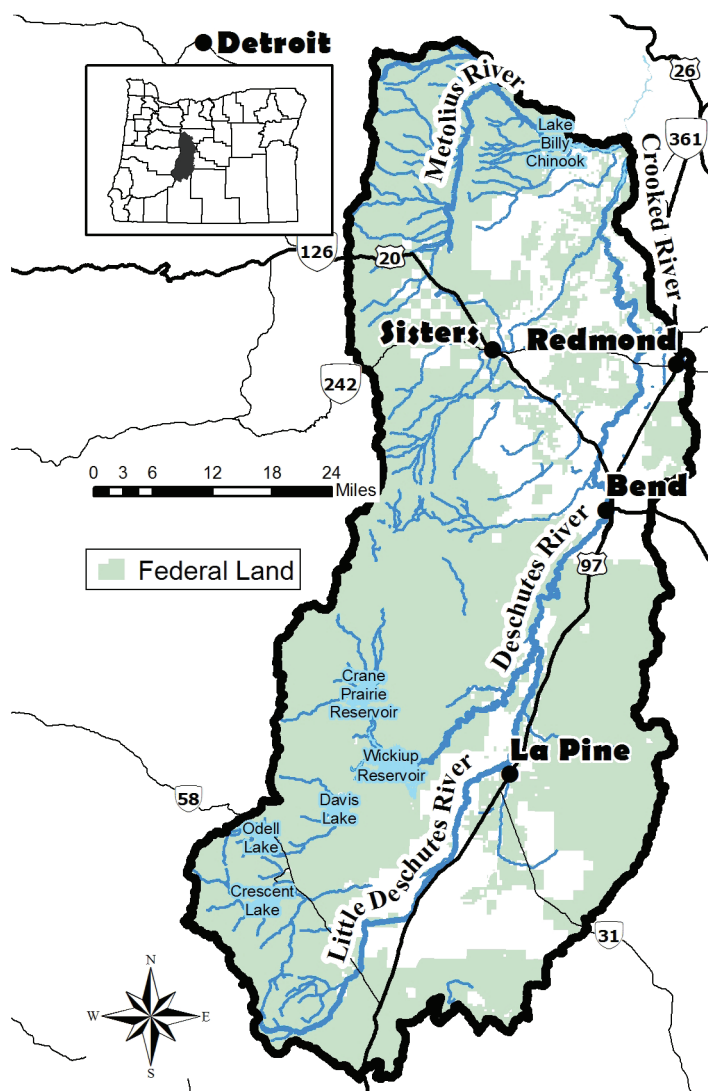 Detroit
26
Metolius River
Lake
Billy
Chinook
361
Crooked River
126
20
Sisters
Redmond
242
0 3 6 12 18 24
Miles
Bend
Deschutes River
97
Federal Land
Crane
Prairie
Reservoir
La Pine
Wickiup
Reservoir
58
Davis
Lake
Odell
Lake
Little Deschutes River
Crescent
Lake
31
N
W
E
S